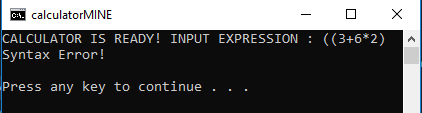 calculatorMINE
CALCULATOR IS READY! INPUT EXPRESSION : ((3+6*2)
Syntax Error!
Press any key to continue . . .